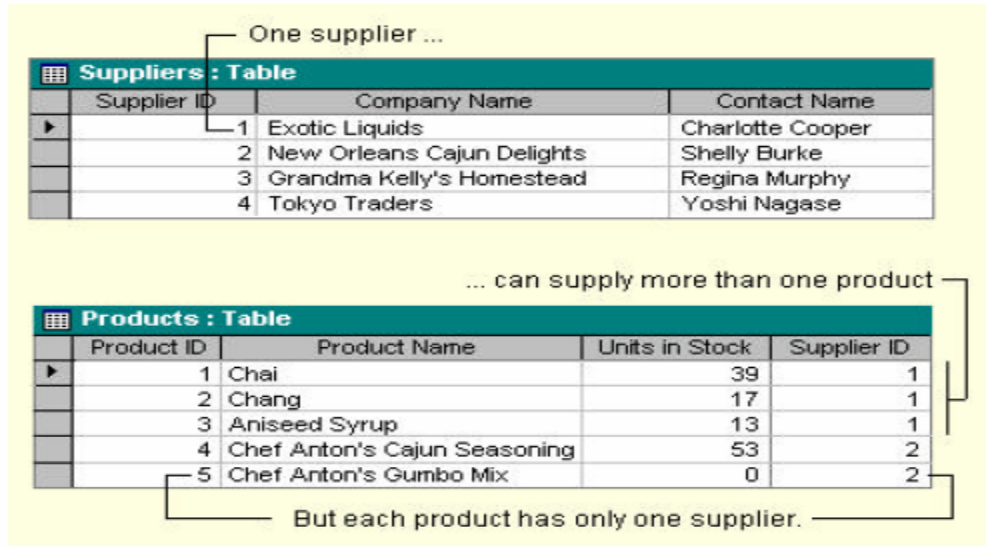 One supplier ...
Suppliers : Table
Supplier ID Company Name Contact Name
1 Exotic Liquids Charlotte Cooper
2 New Orleans Cajun Delights Shelly Burke
3 Grandma Kelly's Homestead Regina Murphy
4 Tokyo Traders Yoshi Nagase
... can supply more than one product
Products : Table
Product ID Product Name Units in Stock Supplier ID
1 Chai 39 1
2 Chang 17 1
3 Aniseed Syrup 13 1
4 Chef Anton's Cajun Seasoning 53 2
5 Chef Anton's Gumbo Mix 0 2
But each product has only one supplier.